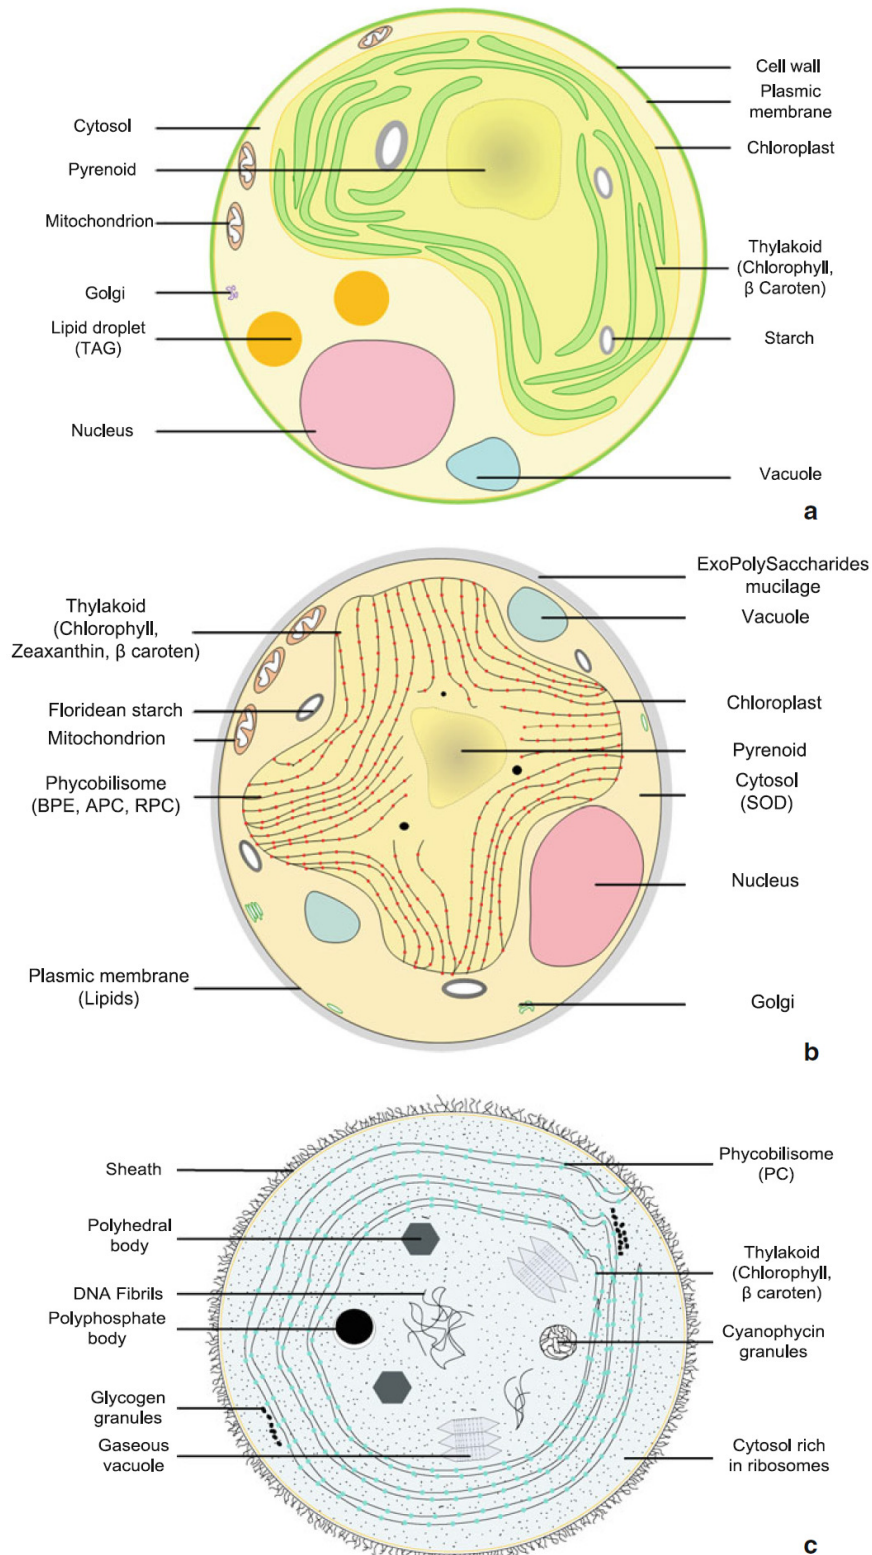 Cytosol
Pyrenoid
Mitochondrion
Golgi
Lipid droplet
(TAG)
Nucleus
Cell wall
Plasmic
membrane
Chloroplast
Thylakoid
(Chlorophyll,
β Caroten)
Starch
Vacuole
a
Thylakoid
(Chlorophyll,
Zeaxanthin, β caroten)
Floridean starch
Mitochondrion
Phycobilisome
(BPE, APC, RPC)
Plasmic membrane
(Lipids)
ExoPolySaccharides
mucilage
Vacuole
Chloroplast
Pyrenoid
Cytosol
(SOD)
Nucleus
Golgi
b
Sheath
Polyhedral
body
DNA Fibrils
Polyphosphate
body
Glycogen
granules
Gaseous
vacuole
Phycobilisome
(PC)
Thylakoid
(Chlorophyll,
β caroten)
Cyanophycin
granules
Cytosol rich
in ribosomes
c